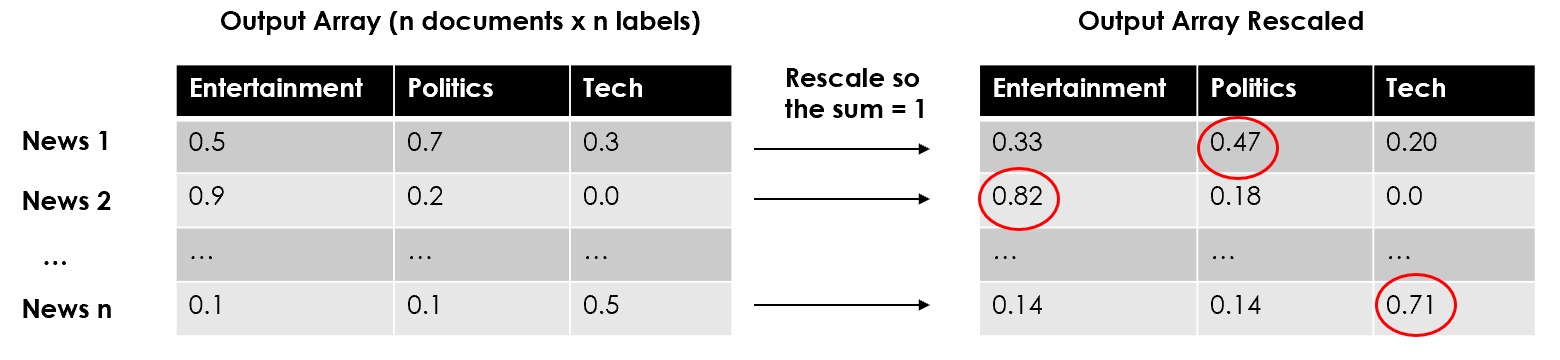 Output Array (n documents x n labels)
Output Array Rescaled
Entertainment Politics Tech
Rescale so
the sum = 1
Entertainment Politics Tech
News 1 0.5 0.7 0.3 0.33 0.47 0.20
News 2 0.9 0.2 0.0 0.82 0.18 0.0
... ... ... ... ... ... ...
News n 0.1 0.1 0.5 0.14 0.14 0.71